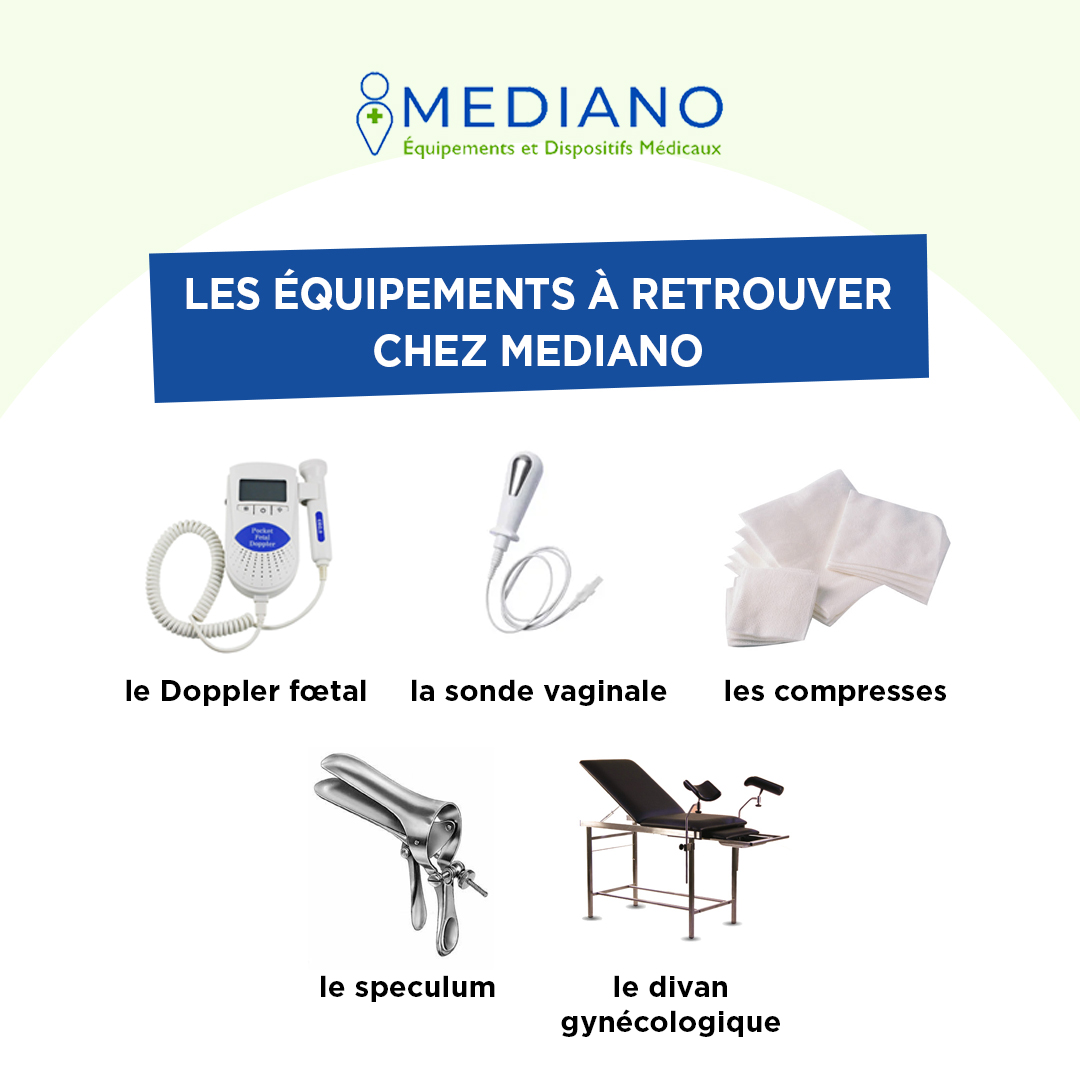 MEDIANO
Équipements et Dispositifs Médicaux
LES ÉQUIPEMENTS À RETROUVER
CHEZ MEDIANO
Pocket
Fetal
Doppler
le Doppler fœtal
la sonde vaginale
les compresses
le speculum
le divan
gynécologique